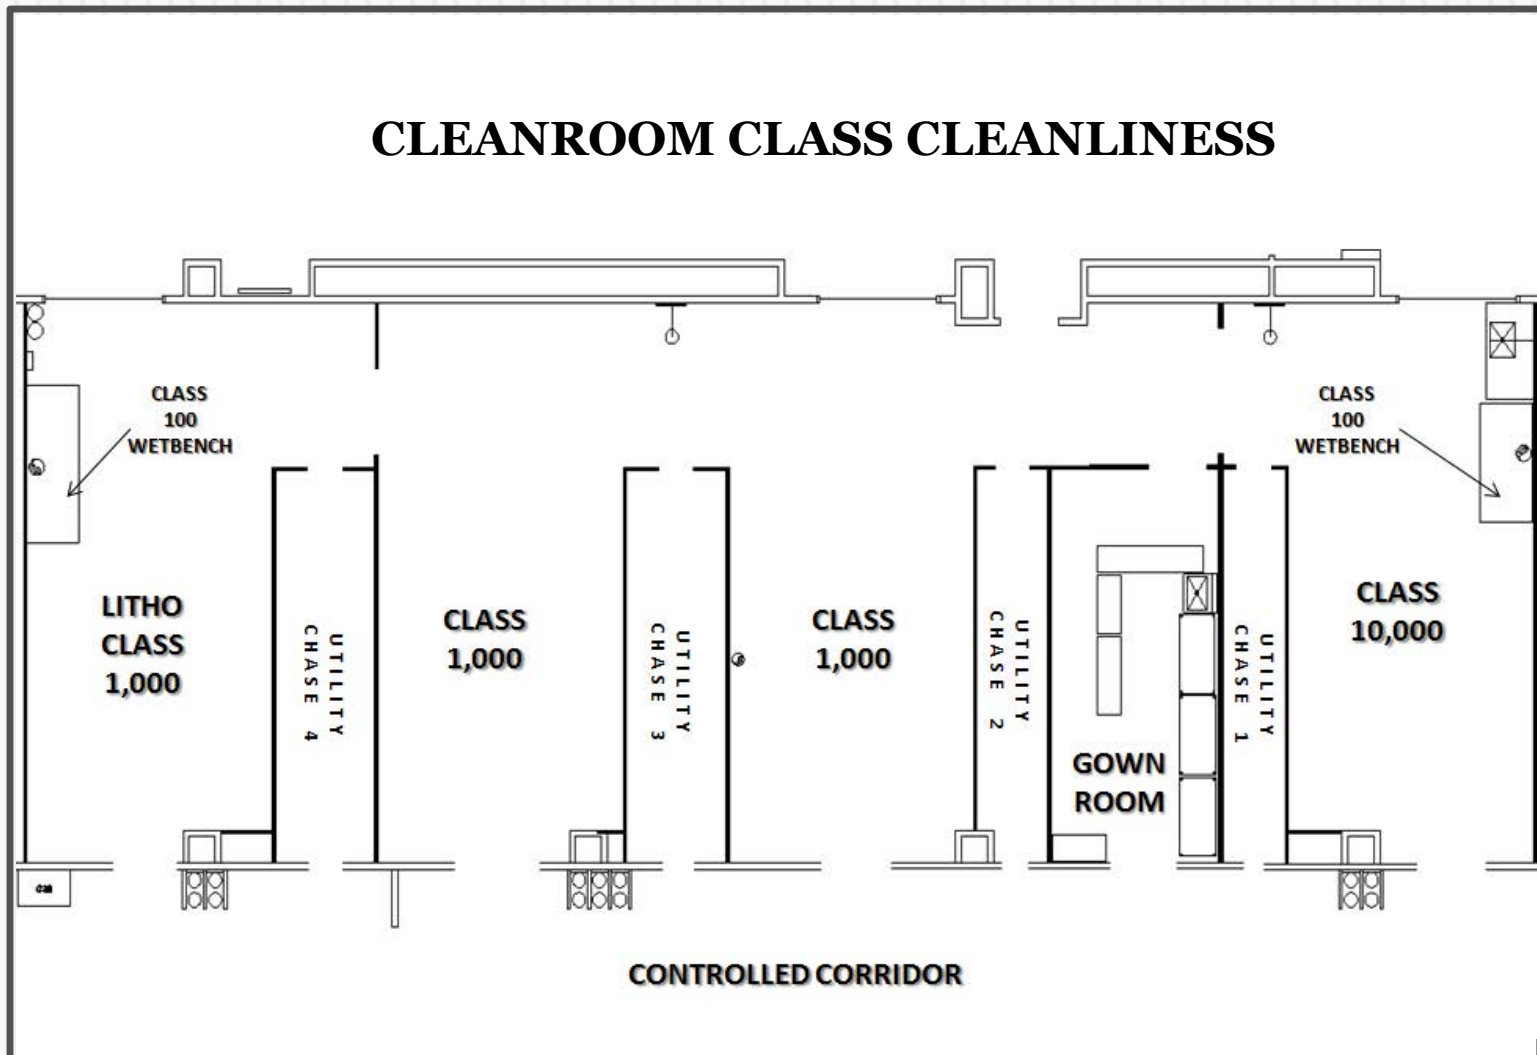 CLEANROOM CLASS CLEANLINESS
CLASS
100
WETBENCH
CLASS
100
WETBENCH
LITHO
CLASS
1,000
UTILITY
CHASE 4
CLASS
1,000
UTILITY
CHASE 3
CLASS
1,000
UTILITY
CHASE 2
GOWN
ROOM
UTILITY
CHASE 1
CLASS
10,000
CONTROLLED CORRIDOR